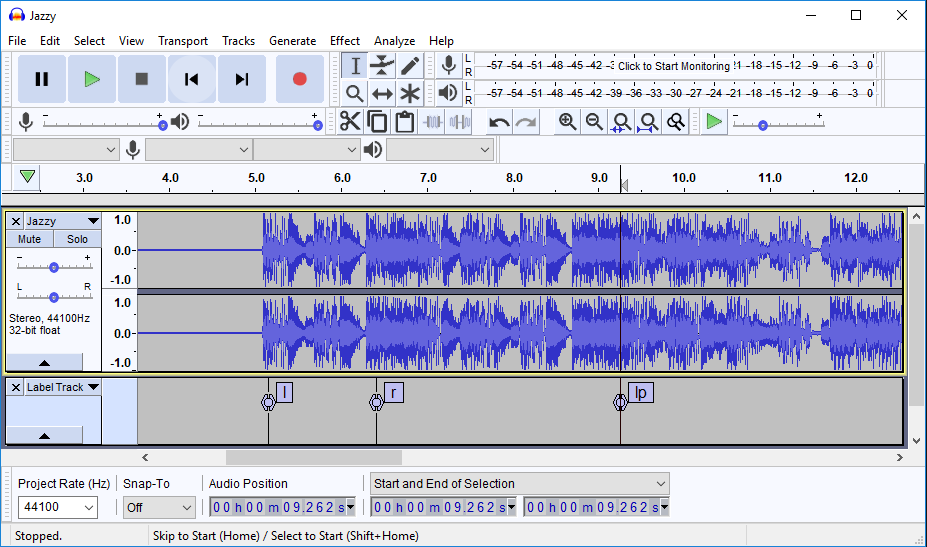 Jazzy
File Edit Select View Transport Tracks Generate Effect Analyze Help
L
R
-57 -54 -51 -48 -45 -42 -3 Click to Start Monitoring !1 -18 -15 -12 -9 -6 -3 0
L
R
-57 -54 -51 -48 -45 -42 -39 -36 -33 -30 -27 -24 -21 -18 -15 -12 -9 -6 -3 0
- + - +
- +
3.0 4.0 5.0 6.0 7.0 8.0 9.0 10.0 11.0 12.0
Jazzy
Mute Solo
- +
L R
Stereo, 44100Hz
32-bit float
1.0
0.0
-1.0
1.0
0.0
-1.0
Label Track
l r lp
Project Rate (Hz) Snap-To Audio Position Start and End of Selection
44100 Off 00 h 00 m 09.262 s 00 h 00 m 09.262 s 00 h 00 m 09.262 s
Stopped. Skip to Start (Home) / Select to Start (Shift+Home)